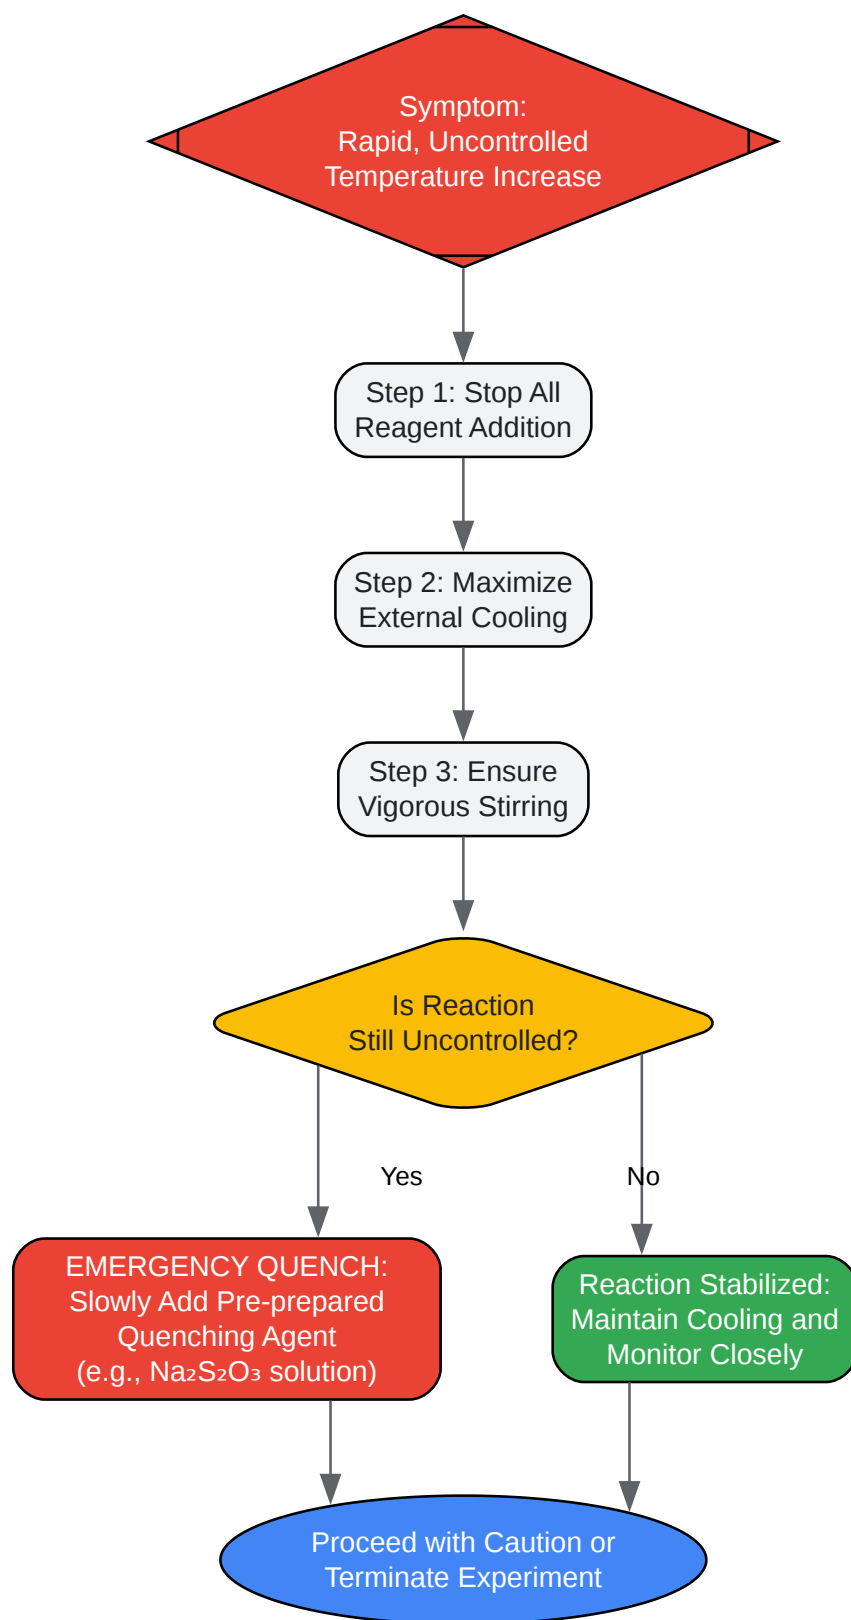 Symptom:
Rapid, Uncontrolled
Temperature Increase
Step 1: Stop All
Reagent Addition
Step 2: Maximize
External Cooling
Step 3: Ensure
Vigorous Stirring
Is Reaction
Still Uncontrolled?
Yes
No
EMERGENCY QUENCH:
Slowly Add Pre-prepared
Quenching Agent
(e.g., Na₂S₂O₃ solution)
Reaction Stabilized:
Maintain Cooling and
Monitor Closely
Proceed with Caution or
Terminate Experiment